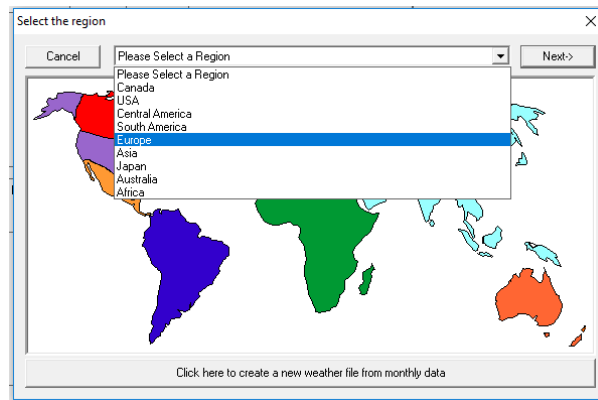 Select the region
Cancel
Please Select a Region
Next->
Please Select a Region
Canada
USA
Central America
South America
Europe
Asia
Japan
Australia
Africa
Click here to create a new weather file from monthly data